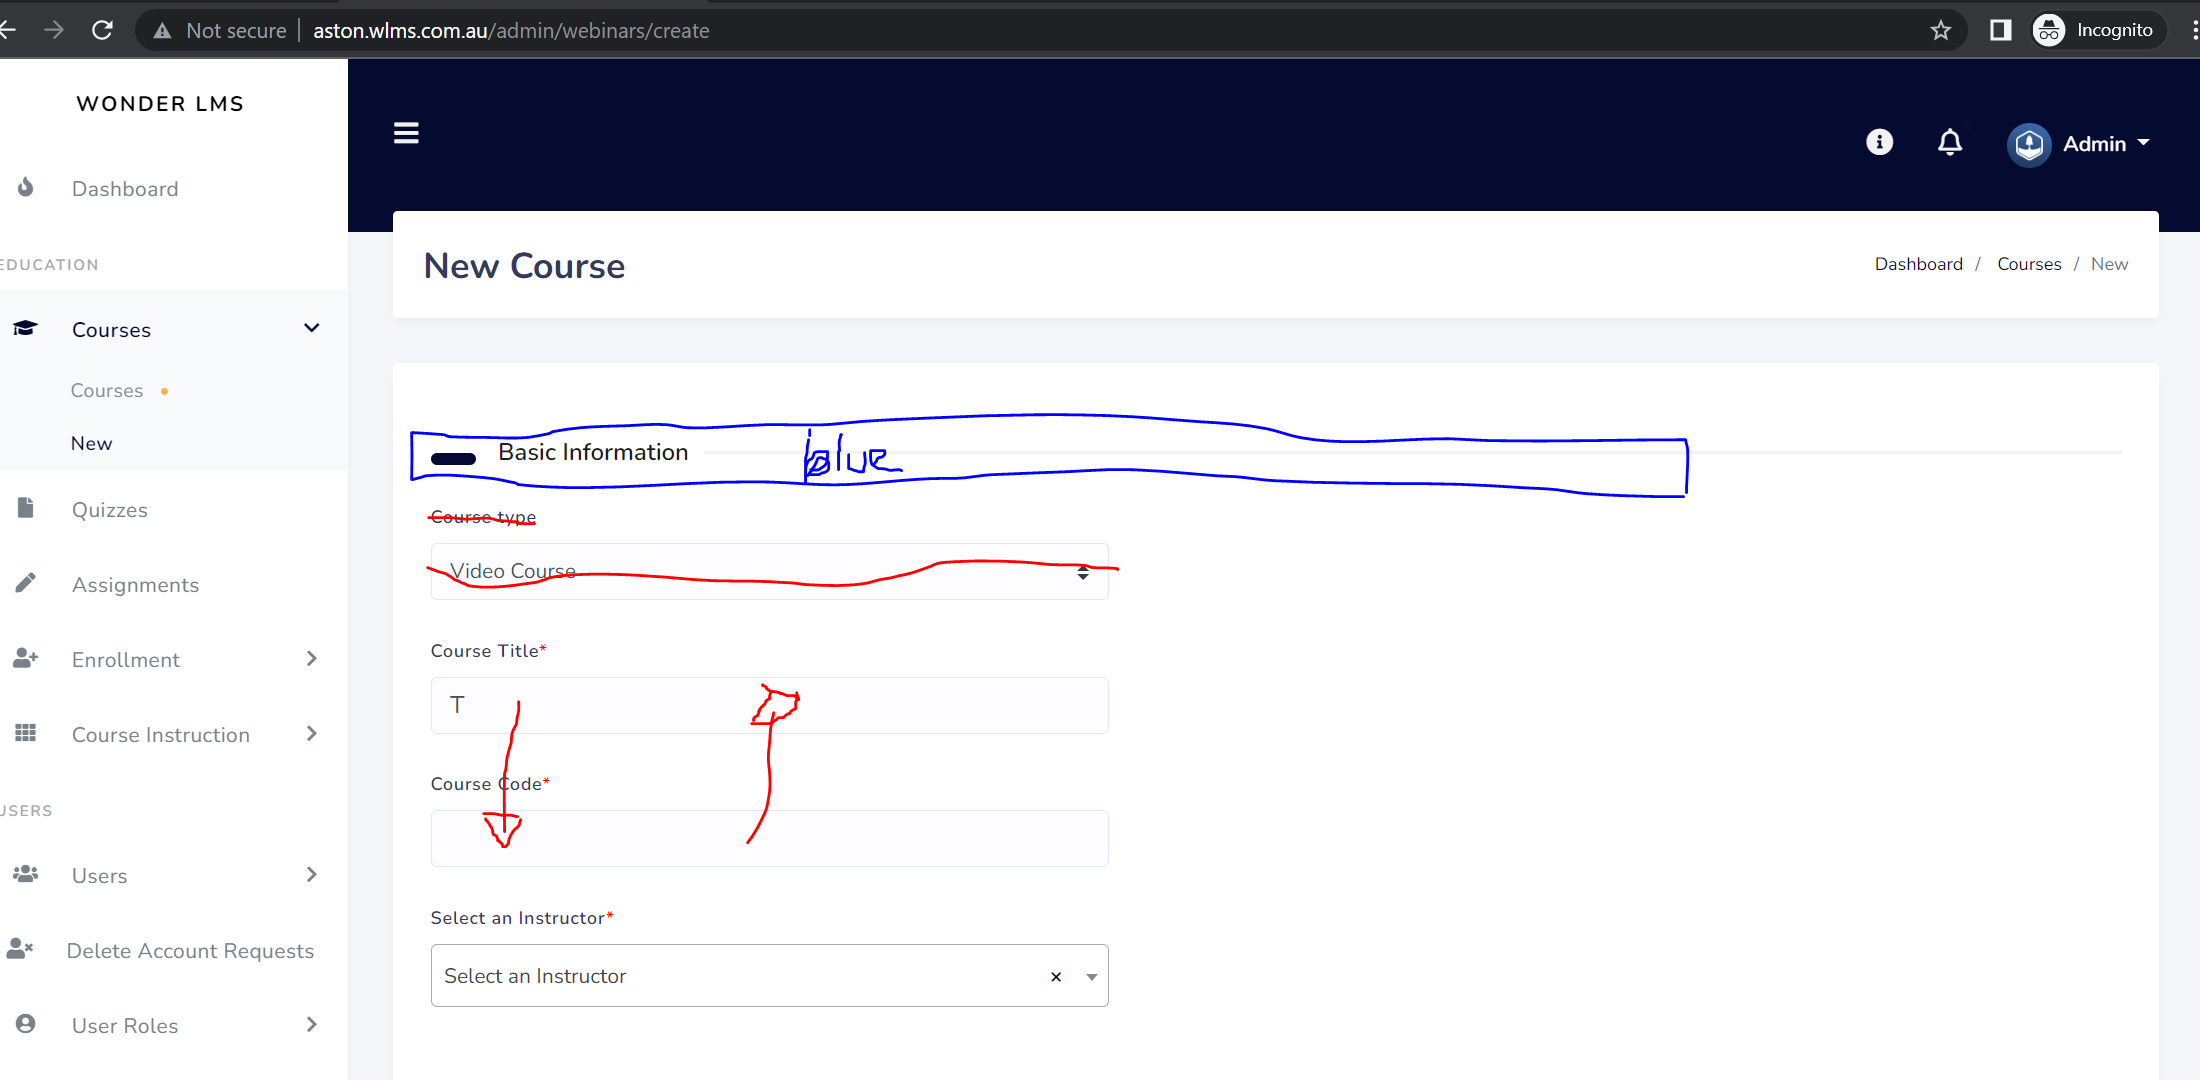 Not secure | aston.wlms.com.au/admin/webinars/create
Incognito
WONDER LMS
Admin
Dashboard
EDUCATION
New Course
Dashboard / Courses / New
Courses
Courses
New
Basic Information
blue
Quizzes
Course type
Video Course
Assignments
Course Title*
Enrollment
T
Course Instruction
Course Code*
USERS
Users
Select an Instructor*
Delete Account Requests
Select an Instructor ×
User Roles